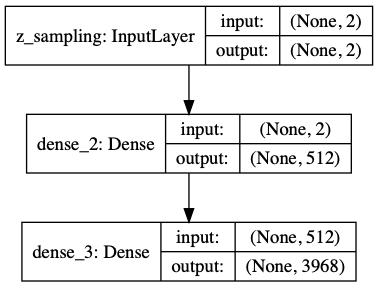 z_sampling: InputLayer
input: (None, 2)
output: (None, 2)
dense_2: Dense
input: (None, 2)
output: (None, 512)
dense_3: Dense
input: (None, 512)
output: (None, 3968)